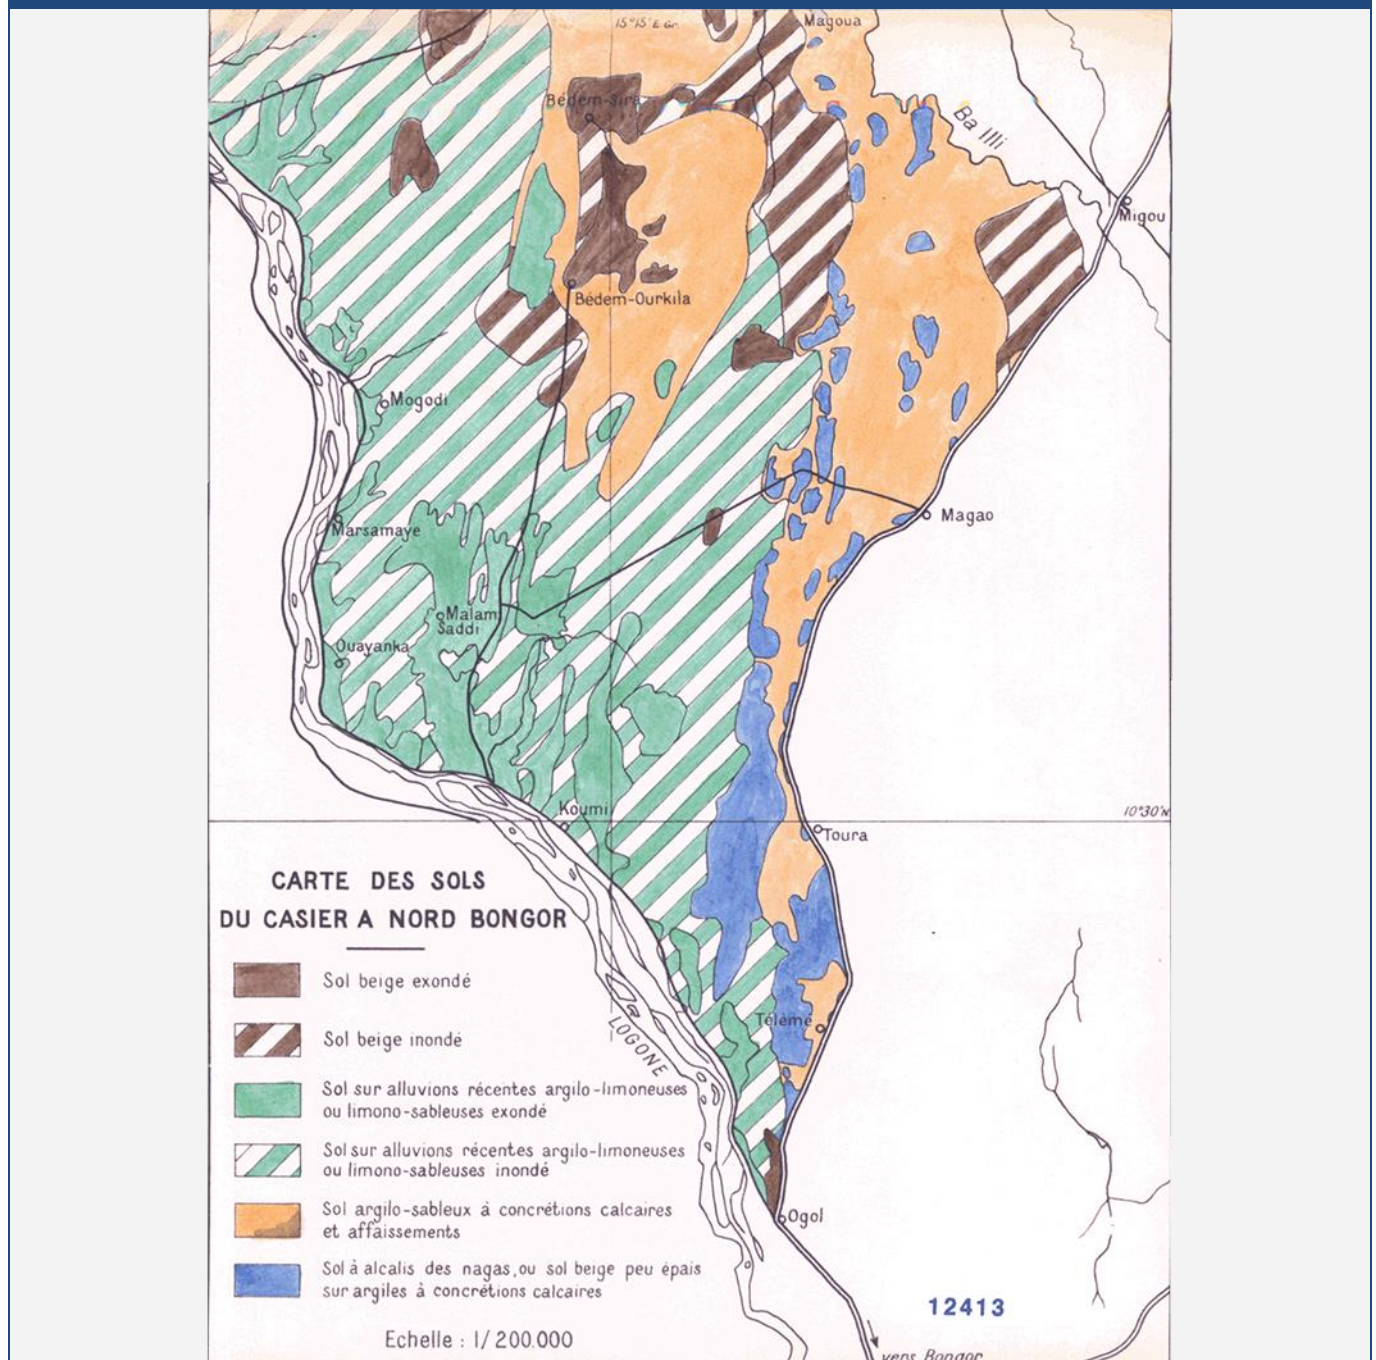 15°15' E Gr.
Magoua
Bédem-Sira
Ba Illi
Migou
Bédem-Ourkila
Mogodi
Magao
Marsamaye
Malam
Saddi
Ouayanka
Koumi
10°30'N
Toura
CARTE DES SOLS
DU CASIER A NORD BONGOR
Sol beige exondé
Sol beige inondé
LOGONE
Télémé
Sol sur alluvions récentes argilo-limoneuses
ou limono-sableuses exondé
Sol sur alluvions récentes argilo-limoneuses
ou limono-sableuses inondé
Sol argilo-sableux à concrétions calcaires
et affaissements
Ogol
Sol à alcalis des nagas, ou sol beige peu épais
sur argiles à concrétions calcaires
12413
Echelle : 1/200.000
vers Bongor